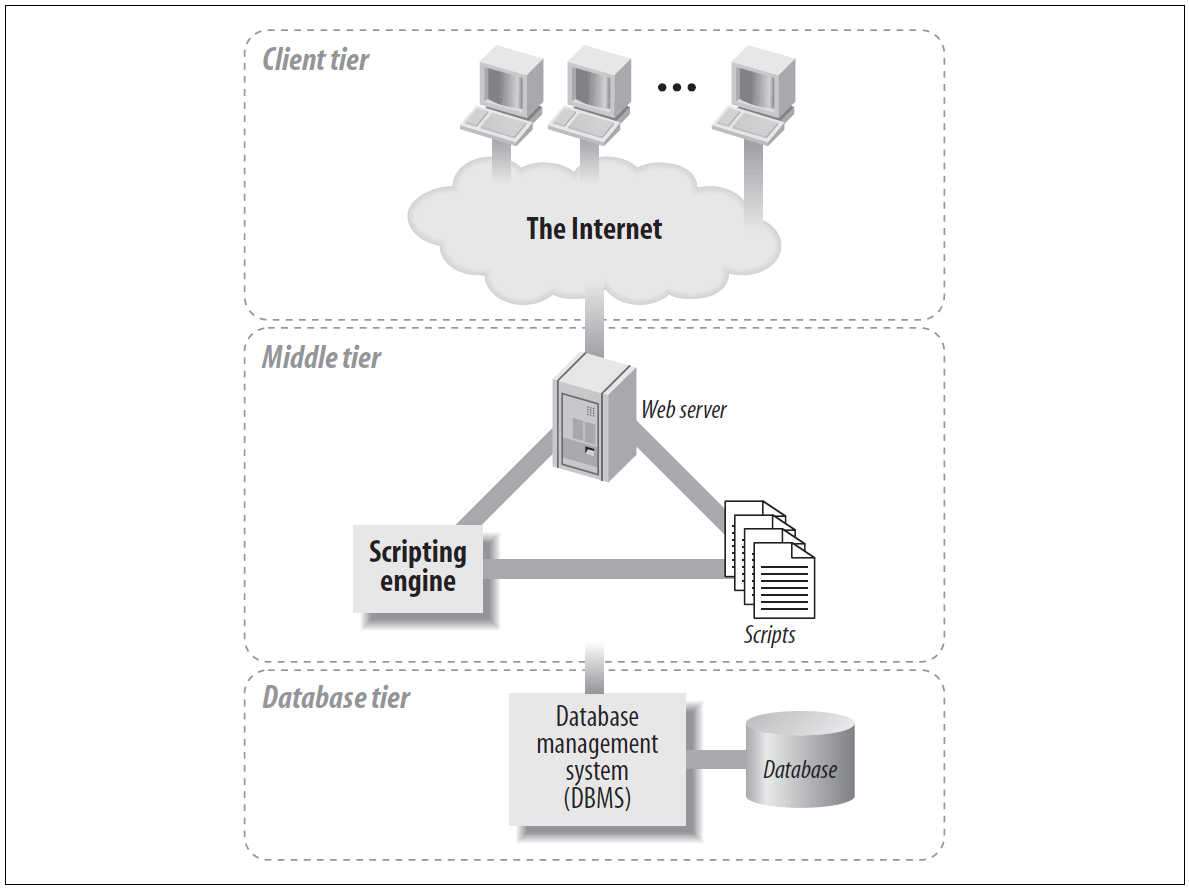 Client tier
The Internet
Middle tier
Web server
Scripting
engine
Scripts
Database tier
Database
management
system
(DBMS)
Database